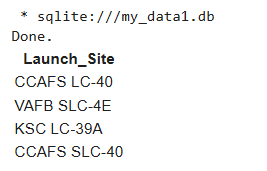 * sqlite:///my_data1.db
Done.
Launch_Site
CCAFS LC-40
VAFB SLC-4E
KSC LC-39A
CCAFS SLC-40